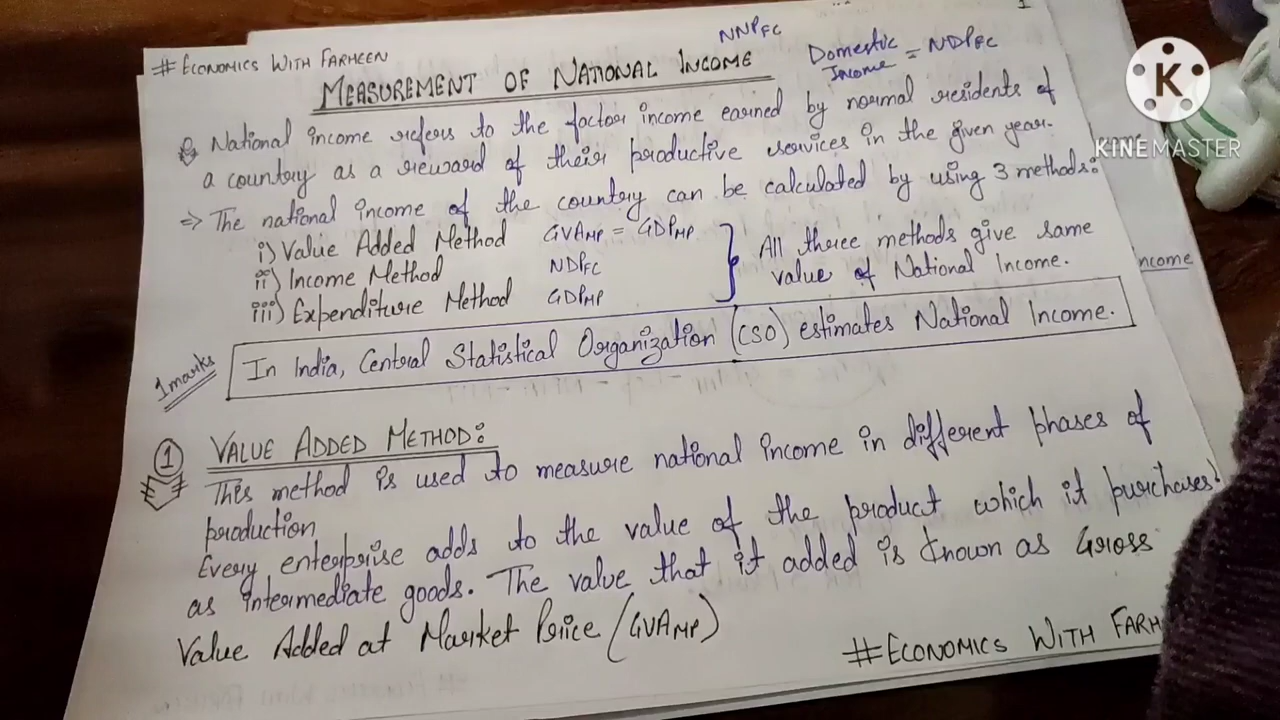 1
# ECONOMICS WITH FARHEEN
NNPFC
Domestic Income = NDPFC
MEASUREMENT OF NATIONAL INCOME
National income refers to the factor income earned by normal residents of
a country as a reward of their productive services in the given year.
⇒ The national income of the country can be calculated by using 3 methods:
i) Value Added Method GVAMP = GDPMP
ii) Income Method NDPFC
iii) Expenditure Method GDPMP
All three methods give same
value of National Income.
ncome
1 marks
In India, Central Statistical Organization (CSO) estimates National Income.
1 VALUE ADDED METHOD:
This method is used to measure national income in different phases of
production
Every enterprise adds to the value of the product which it purchases
as intermediate goods. The value that it added is known as Gross
Value Added at Market Price (GVAMP)
# ECONOMICS WITH FARH
K
KINEMASTER